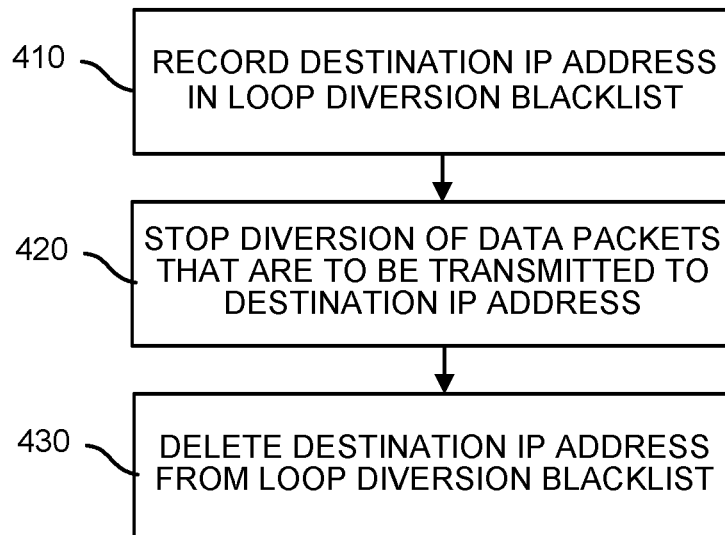 410
RECORD DESTINATION IP ADDRESS
IN LOOP DIVERSION BLACKLIST
420
STOP DIVERSION OF DATA PACKETS
THAT ARE TO BE TRANSMITTED TO
DESTINATION IP ADDRESS
430
DELETE DESTINATION IP ADDRESS
FROM LOOP DIVERSION BLACKLIST